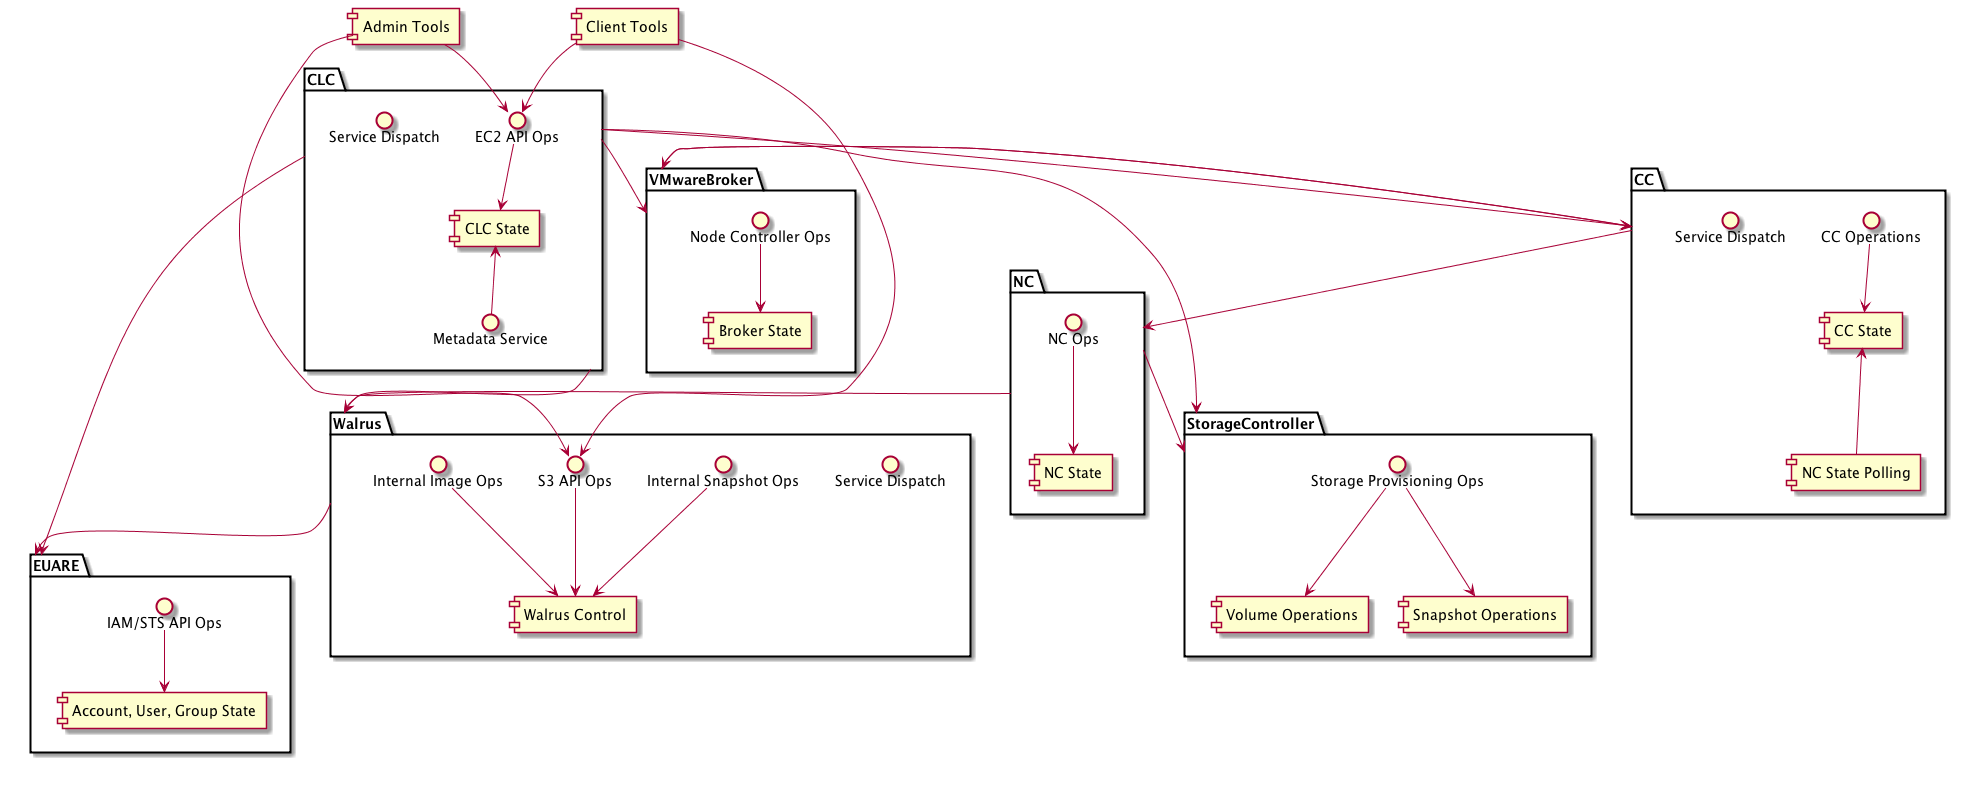 Admin Tools
Client Tools
CLC
Service Dispatch
EC2 API Ops
CLC State
Metadata Service
VMwareBroker
Node Controller Ops
Broker State
CC
Service Dispatch
CC Operations
CC State
NC State Polling
NC
NC Ops
NC State
Walrus
Internal Image Ops
S3 API Ops
Internal Snapshot Ops
Service Dispatch
Walrus Control
StorageController
Storage Provisioning Ops
Volume Operations
Snapshot Operations
EUARE
IAM/STS API Ops
Account, User, Group State